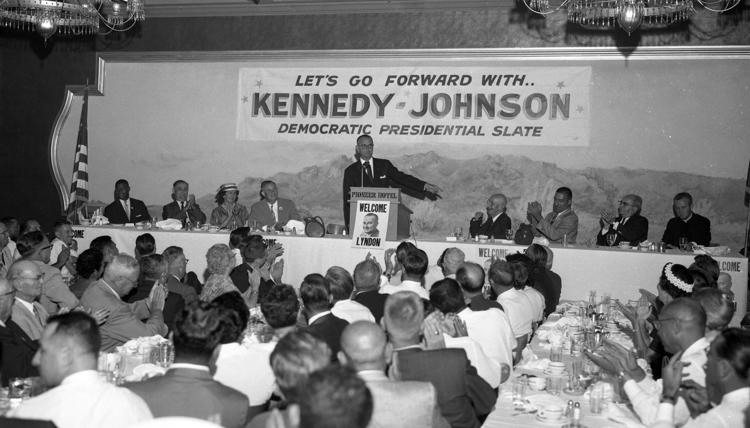 LET'S GO FORWARD WITH..
KENNEDY-JOHNSON
DEMOCRATIC PRESIDENTIAL SLATE
PIONEER HOTEL
WELCOME
LYNDON
WELCOME
WELCOME